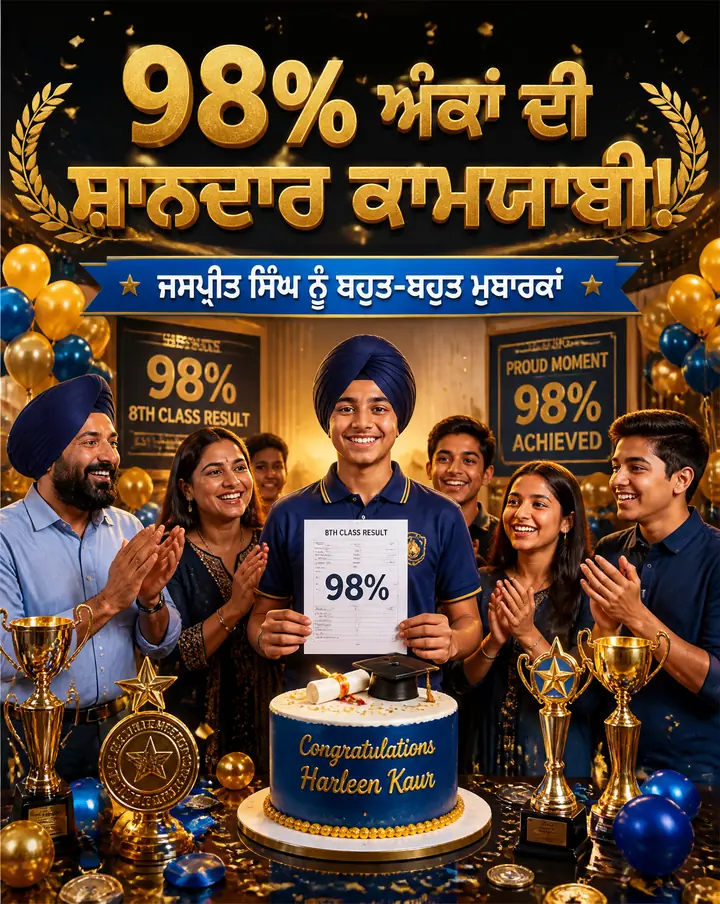 98% ਅੰਕਾਂ ਦੀ
ਸ਼ਾਨਦਾਰ ਕਾਮਯਾਬੀ!
ਜਸਪ੍ਰੀਤ ਸਿੰਘ ਨੂੰ ਬਹੁਤ-ਬਹੁਤ ਮੁਬਾਰਕਾਂ
98%
8TH CLASS RESULT
PROUD MOMENT
98%
ACHIEVED
8TH CLASS RESULT
98%
Congratulations
Harleen Kaur